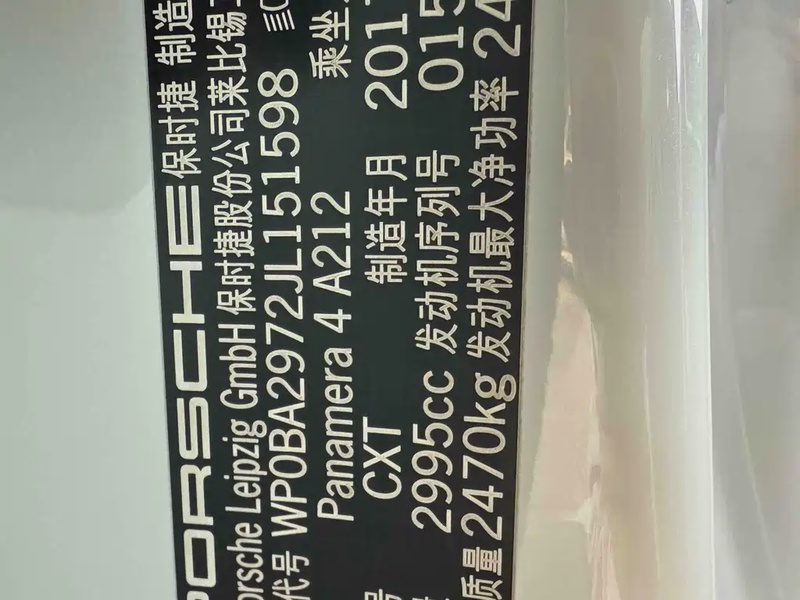 PORSCHE 保时捷 制造
Porsche Leipzig GmbH 保时捷股份公司莱比锡
代号 WP0BA2972JL151598
Panamera 4 A212 乘坐
号 CXT 制造年月 201
2995cc 发动机序列号 015
质量 2470kg 发动机最大净功率 24